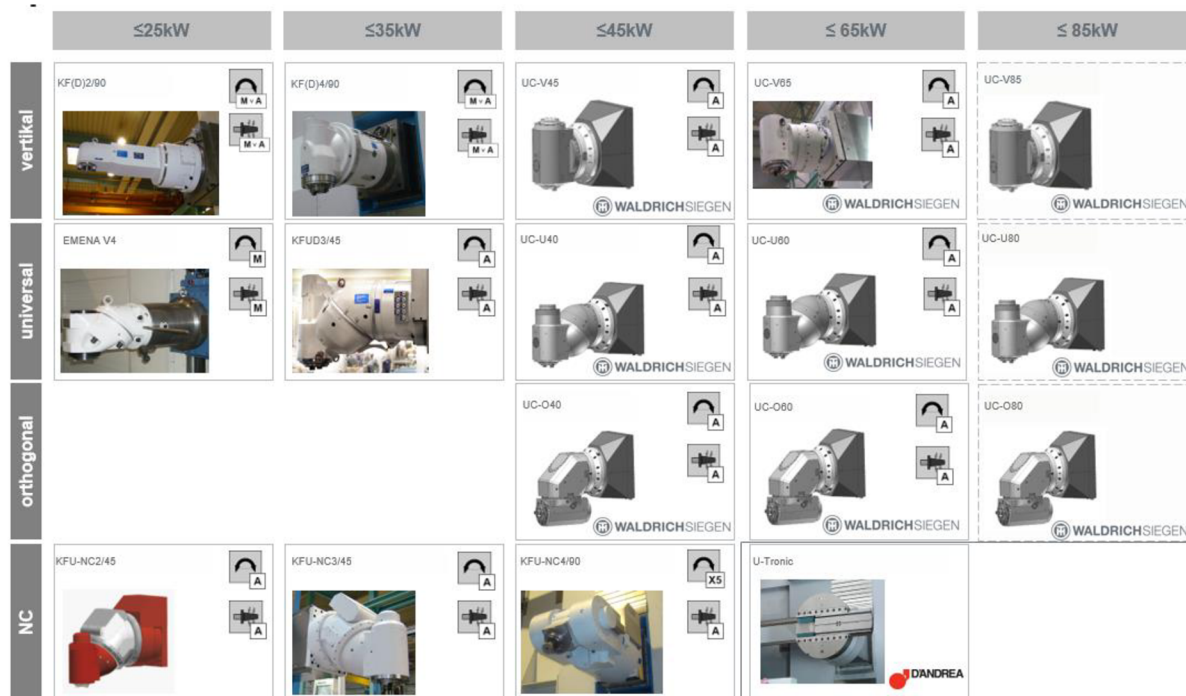 ≤25kW
≤35kW
≤45kW
≤ 65kW
≤ 85kW
vertikal
KF(D)2/90
M v A
M v A
KF(D)4/90
M v A
M v A
UC-V45
A
A
WALDRICHSIEGEN
UC-V65
A
A
WALDRICHSIEGEN
UC-V85
WALDRICHSIEGEN
universal
EMENA V4
M
M
KFUD3/45
A
A
UC-U40
A
A
WALDRICHSIEGEN
UC-U60
A
A
WALDRICHSIEGEN
UC-U80
WALDRICHSIEGEN
orthogonal
UC-O40
A
A
WALDRICHSIEGEN
UC-O60
A
A
WALDRICHSIEGEN
UC-O80
WALDRICHSIEGEN
NC
KFU-NC2/45
A
A
KFU-NC3/45
A
A
KFU-NC4/90
X5
A
U-Tronic
D'ANDREA